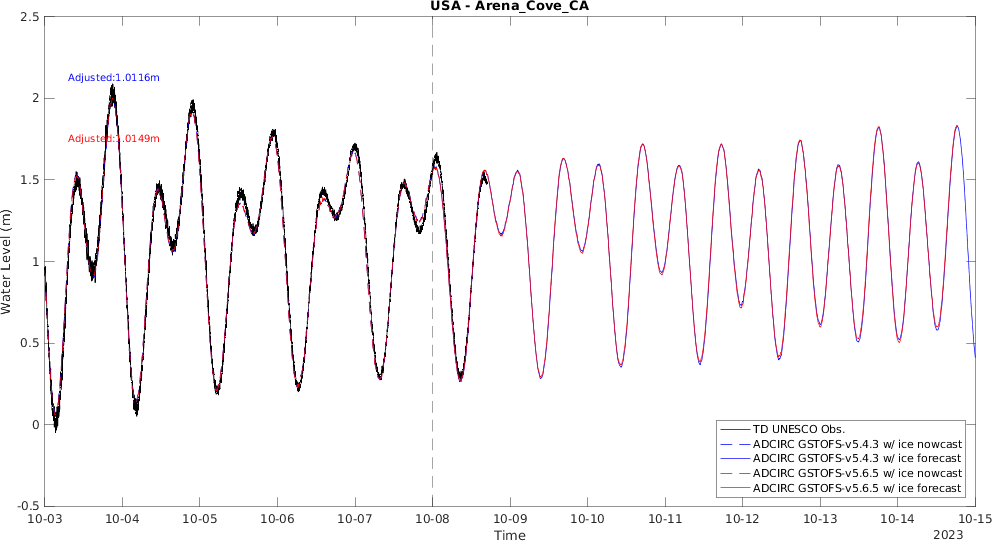 USA - Arena_Cove_CA
2.5
2
1.5
1
0.5
0
-0.5
Water Level (m)
Adjusted:1.0116m
Adjusted:1.0149m
TD UNESCO Obs.
ADCIRC GSTOFS-v5.4.3 w/ ice nowcast
ADCIRC GSTOFS-v5.4.3 w/ ice forecast
ADCIRC GSTOFS-v5.6.5 w/ ice nowcast
ADCIRC GSTOFS-v5.6.5 w/ ice forecast
10-03 10-04 10-05 10-06 10-07 10-08 10-09 10-10 10-11 10-12 10-13 10-14 10-15
Time
2023